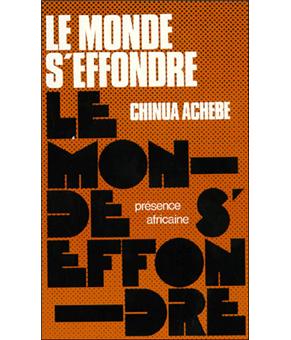 LE MONDE
S'EFFONDRE
CHINUA ACHEBE
LE
MON—
DE S'
présence
africaine
EFFON
—DRE